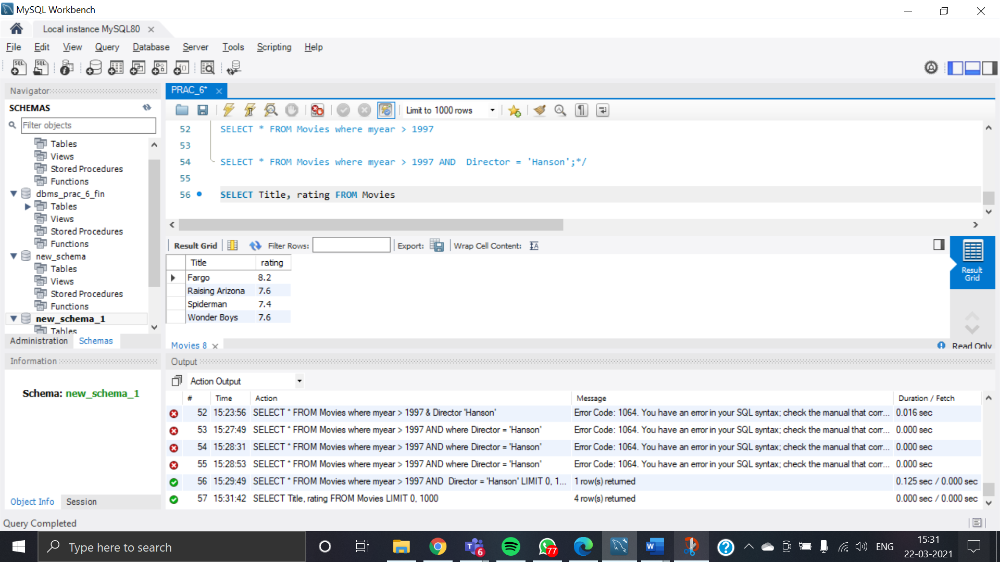 MySQL Workbench
Local instance MySQL80
File Edit View Query Database Server Tools Scripting Help
Navigator
PRAC_6*
SCHEMAS
Filter objects
Tables
Views
Stored Procedures
Functions
dbms_prac_6_fin
Tables
Views
Stored Procedures
Functions
new_schema
Tables
Views
Stored Procedures
Functions
new_schema_1
Tables
Administration Schemas
Limit to 1000 rows
52 SELECT * FROM Movies where myear > 1997
53
54 SELECT * FROM Movies where myear > 1997 AND  Director = 'Hanson';*/
55
56 SELECT Title, rating FROM Movies
Result Grid Filter Rows: Export: Wrap Cell Content:
Title rating
Fargo 8.2
Raising Arizona 7.6
Spiderman 7.4
Wonder Boys 7.6
Result
Grid
Movies 8
Read Only
Information
Schema: new_schema_1
Object Info Session
Output
Action Output
# Time Action Message Duration / Fetch
52 15:23:56 SELECT * FROM Movies where myear > 1997 & Director 'Hanson' Error Code: 1064. You have an error in your SQL syntax; check the manual that corr... 0.016 sec
53 15:27:49 SELECT * FROM Movies where myear > 1997 AND where Director = 'Hanson' Error Code: 1064. You have an error in your SQL syntax; check the manual that corr... 0.000 sec
54 15:28:31 SELECT * FROM Movies where myear > 1997 AND where Director = 'Hanson' Error Code: 1064. You have an error in your SQL syntax; check the manual that corr... 0.000 sec
55 15:28:53 SELECT * FROM Movies where myear > 1997 AND where Director = 'Hanson' Error Code: 1064. You have an error in your SQL syntax; check the manual that corr... 0.000 sec
56 15:29:49 SELECT * FROM Movies where myear > 1997 AND  Director = 'Hanson' LIMIT 0, 1... 1 row(s) returned 0.125 sec / 0.000 sec
57 15:31:42 SELECT Title, rating FROM Movies LIMIT 0, 1000 4 row(s) returned 0.000 sec / 0.000 sec
Query Completed
Type here to search
6
77
ENG
15:31
22-03-2021